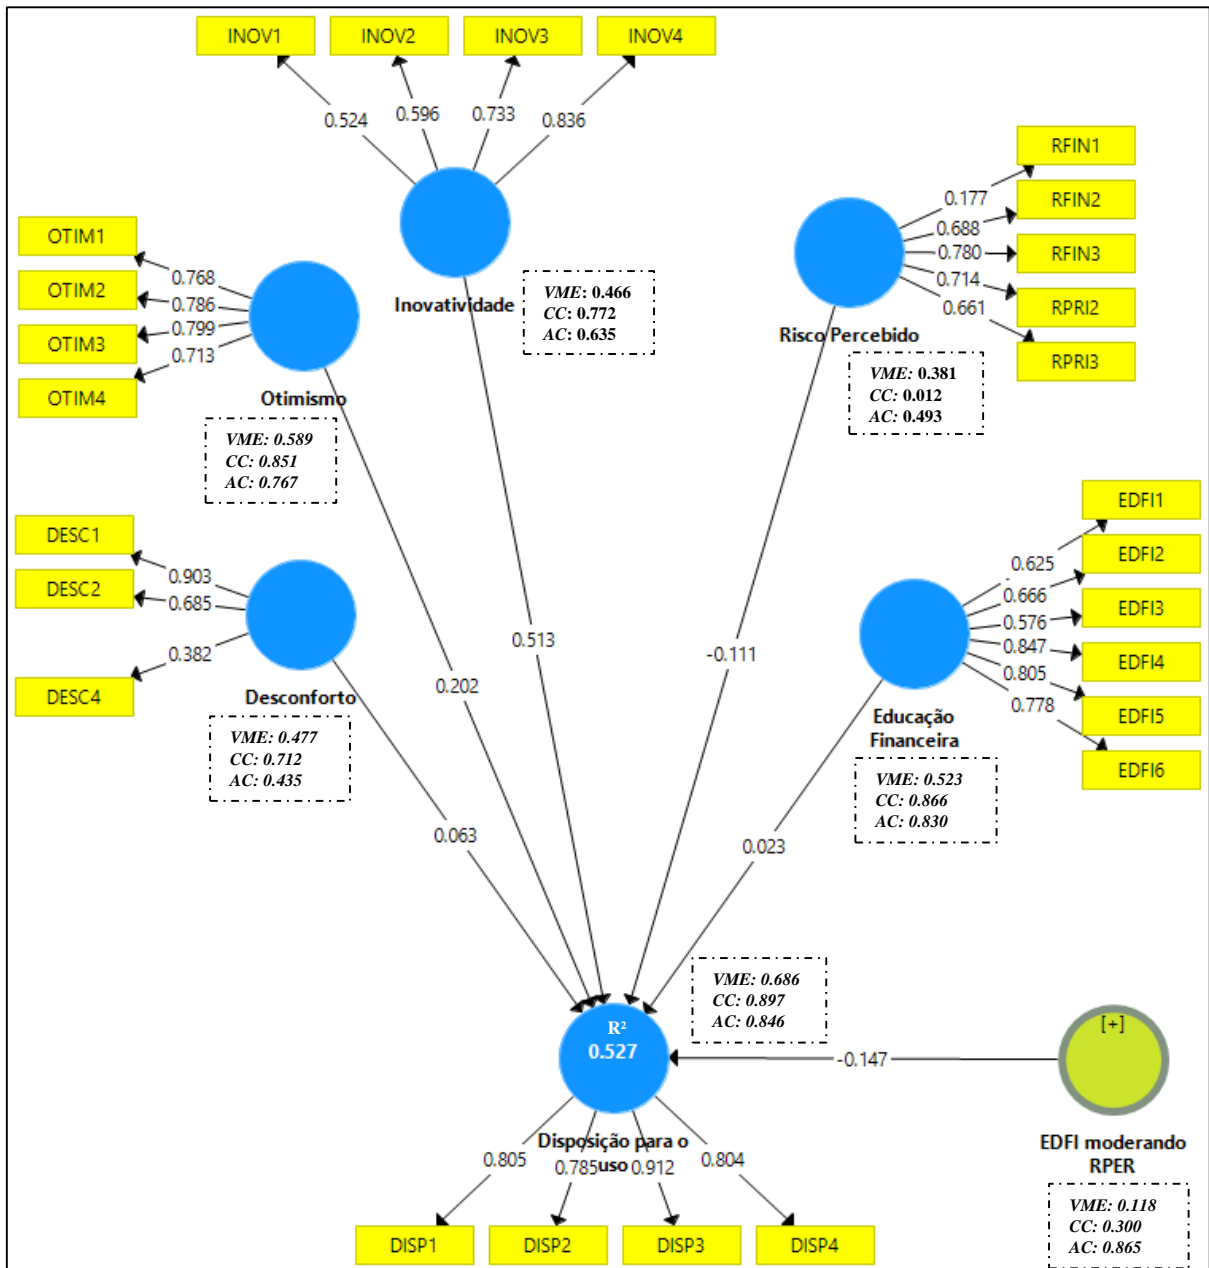 INOV1
INOV2
INOV3
INOV4
0.524
0.596
0.733
0.836
Inovatividade
VME: 0.466
CC: 0.772
AC: 0.635
OTIM1
OTIM2
OTIM3
OTIM4
0.768
0.786
0.799
0.713
Otimismo
VME: 0.589
CC: 0.851
AC: 0.767
RFIN1
RFIN2
RFIN3
RPRI2
RPRI3
0.177
0.688
0.780
0.714
0.661
Risco Percebido
VME: 0.381
CC: 0.012
AC: 0.493
DESC1
DESC2
DESC4
0.903
0.685
0.382
Desconforto
VME: 0.477
CC: 0.712
AC: 0.435
EDFI1
EDFI2
EDFI3
EDFI4
EDFI5
EDFI6
0.625
0.666
0.576
0.847
0.805
0.778
Educação
Financeira
VME: 0.523
CC: 0.866
AC: 0.830
0.513
0.202
-0.111
0.063
0.023
VME: 0.686
CC: 0.897
AC: 0.846
R²
0.527
-0.147
[+]
Disposição para o
uso
EDFI moderando
RPER
VME: 0.118
CC: 0.300
AC: 0.865
0.805
0.785
0.912
0.804
DISP1
DISP2
DISP3
DISP4